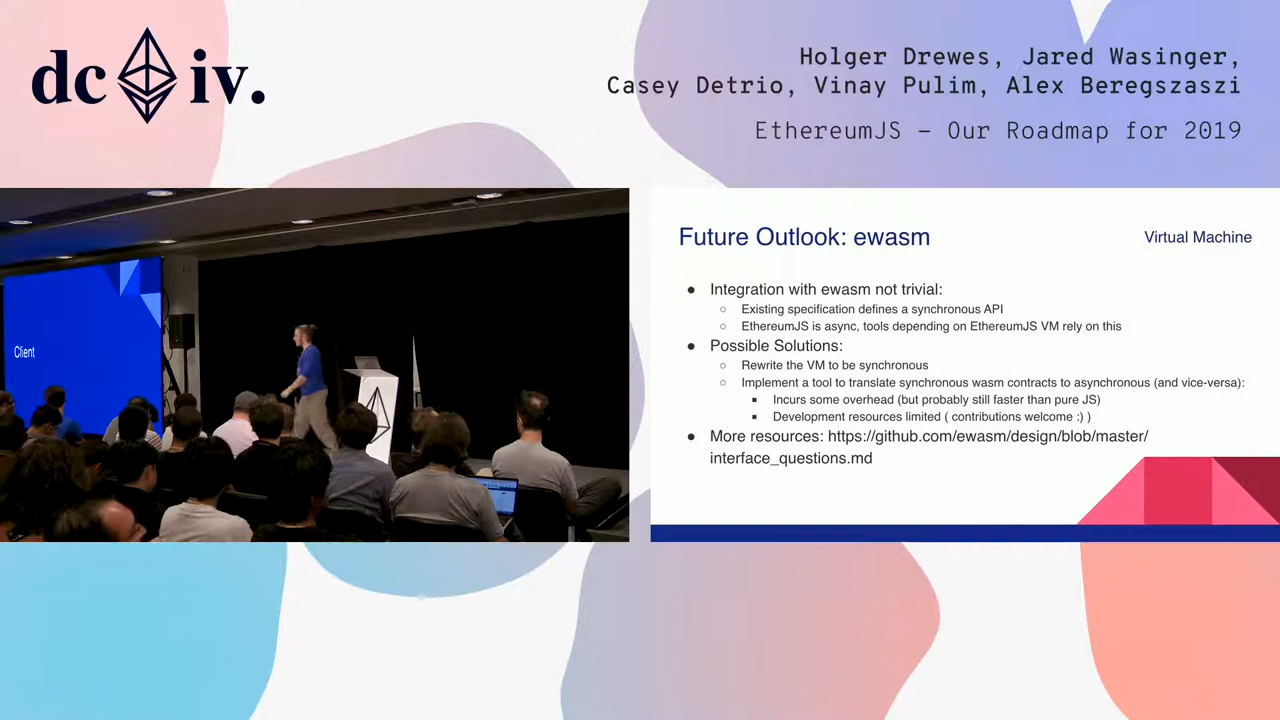 dc iv.
Holger Drewes, Jared Wasinger,
Casey Detrio, Vinay Pulim, Alex Beregszaszi
EthereumJS – Our Roadmap for 2019
Client
Future Outlook: ewasm
Virtual Machine
● Integration with ewasm not trivial:
○ Existing specification defines a synchronous API
○ EthereumJS is async, tools depending on EthereumJS VM rely on this
● Possible Solutions:
○ Rewrite the VM to be synchronous
○ Implement a tool to translate synchronous wasm contracts to asynchronous (and vice-versa):
■ Incurs some overhead (but probably still faster than pure JS)
■ Development resources limited ( contributions welcome :) )
● More resources: https://github.com/ewasm/design/blob/master/
interface_questions.md